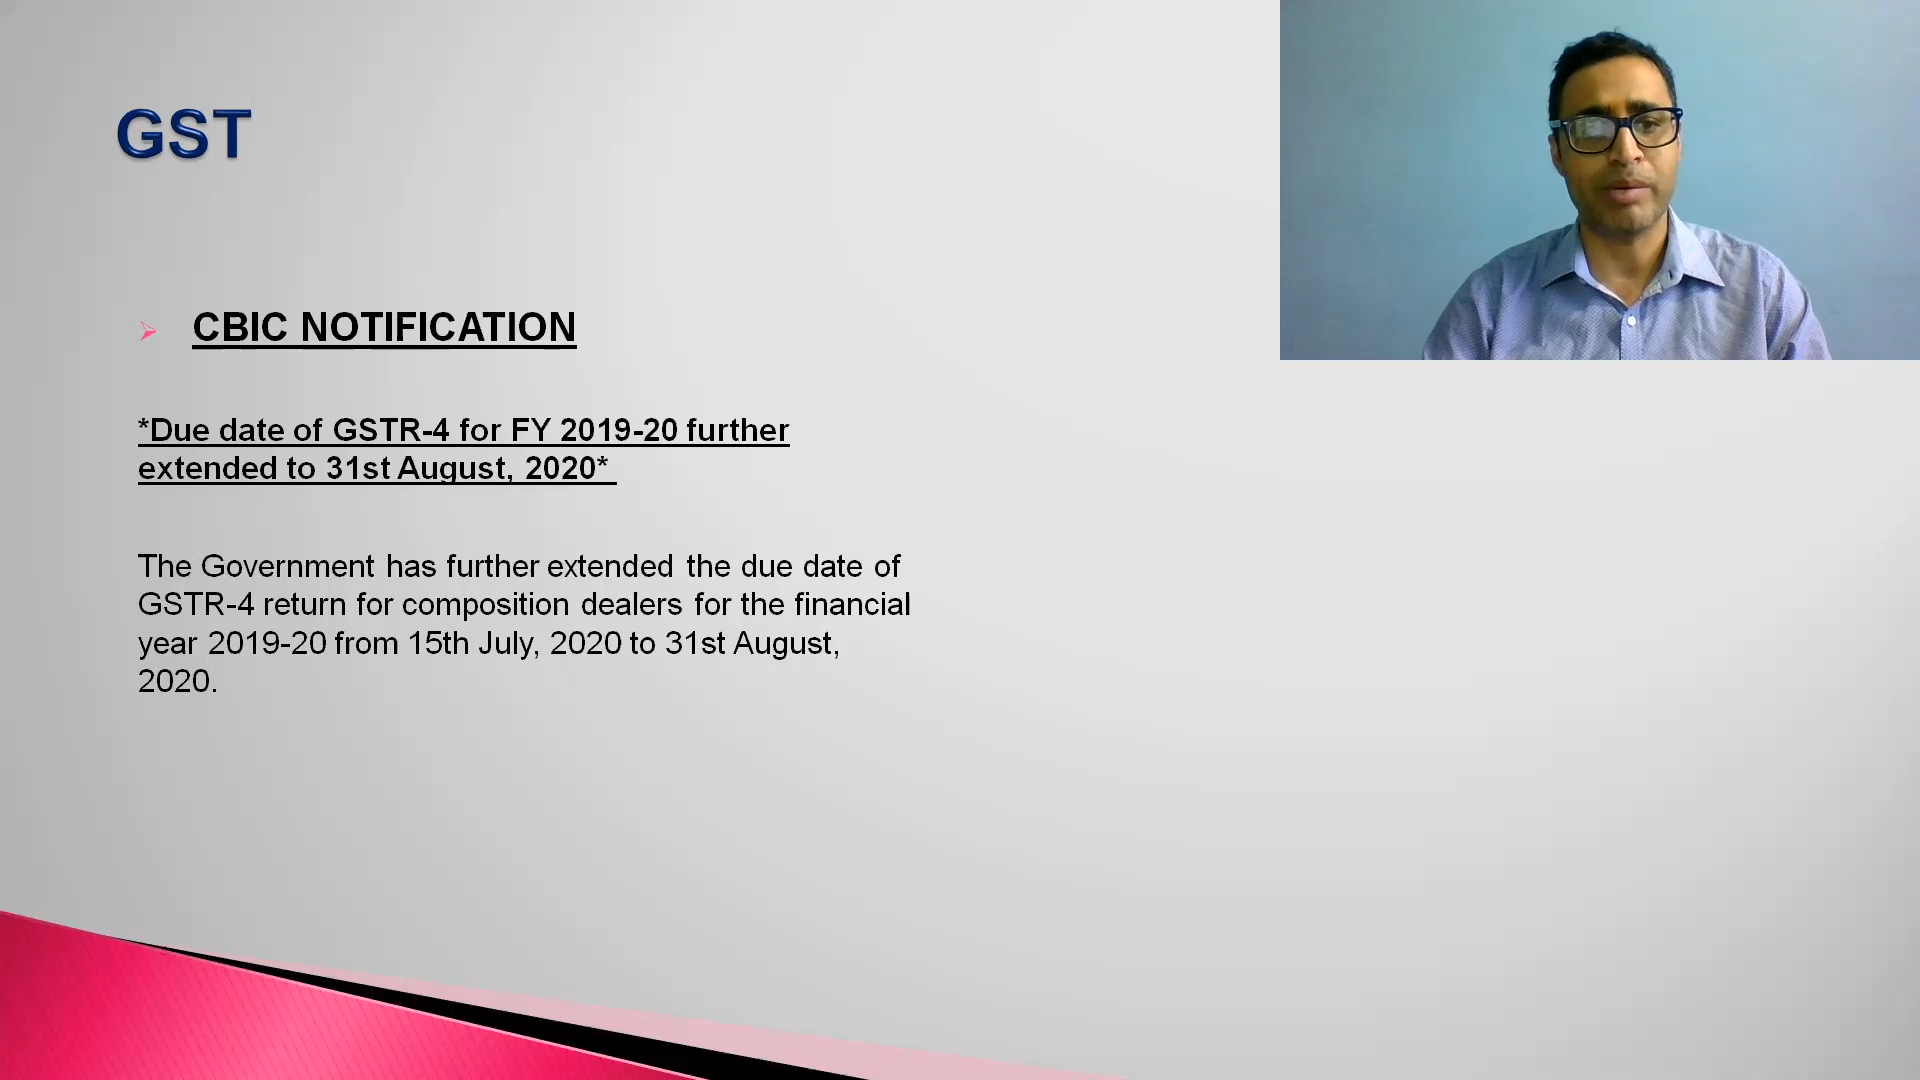 GST
CBIC NOTIFICATION
*Due date of GSTR-4 for FY 2019-20 further
extended to 31st August, 2020*
The Government has further extended the due date of
GSTR-4 return for composition dealers for the financial
year 2019-20 from 15th July, 2020 to 31st August,
2020.